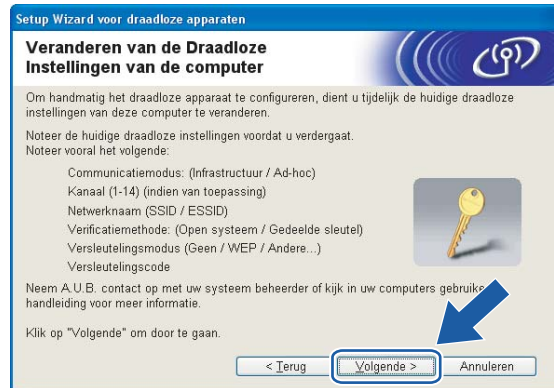 Setup Wizard voor draadloze apparaten
Veranderen van de Draadloze
Instellingen van de computer
Om handmatig het draadloze apparaat te configureren, dient u tijdelijk de huidige draadloze
instellingen van deze computer te veranderen.
Noteer de huidige draadloze instellingen voordat u verdergaat.
Noteer vooral het volgende:
Communicatiemodus: (Infrastructuur / Ad-hoc)
Kanaal (1-14) (indien van toepassing)
Netwerknaam (SSID / ESSID)
Verificatiemethode: (Open systeem / Gedeelde sleutel)
Versleutelingsmodus (Geen / WEP / Andere...)
Versleutelingscode
Neem A.U.B. contact op met uw systeem beheerder of kijk in uw computers
handleiding voor meer informatie.
Klik op "Volgende" om door te gaan.
< Terug
Volgende >
Annuleren